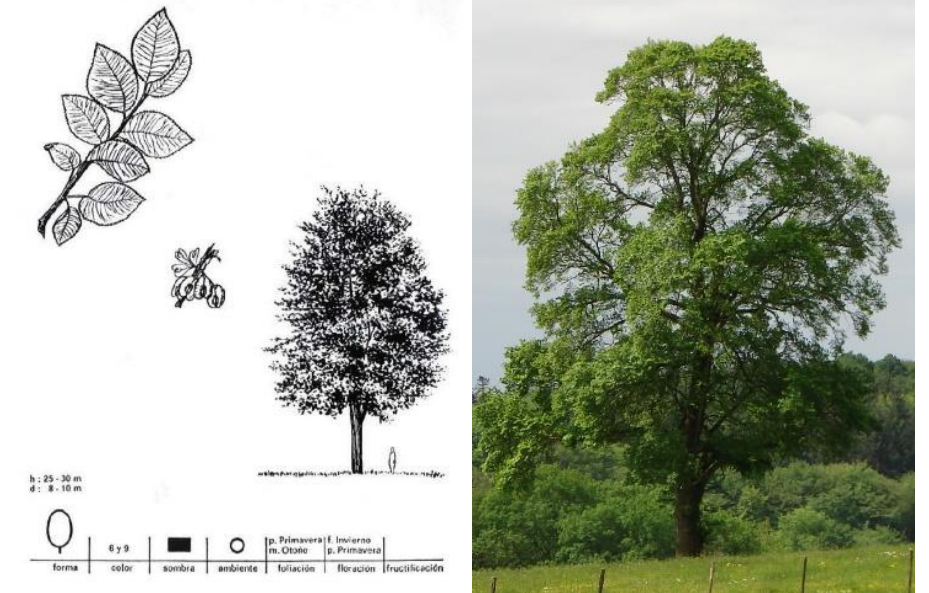 h : 25 - 30 m
d : 8 - 10 m
6 y 9
p. Primavera
m. Otoño
f. Invierno
p. Primavera
forma color sombra ambiente foliación floración fructificación